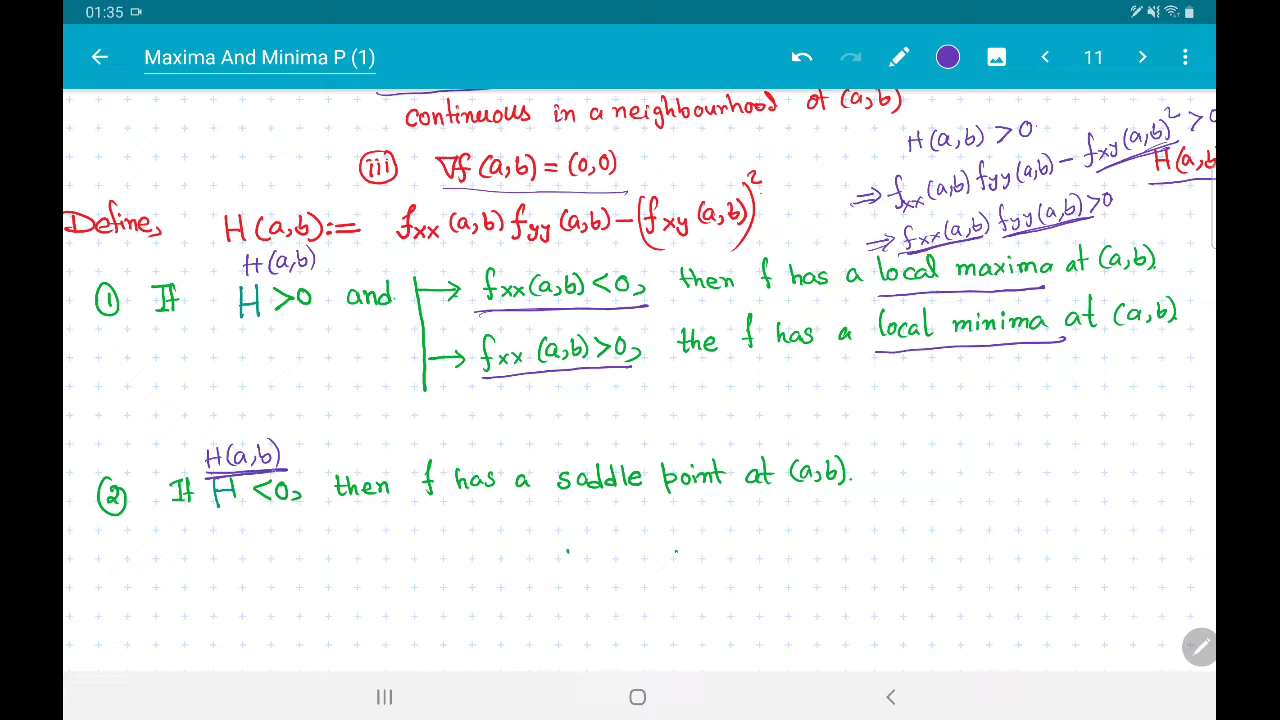 01:35
Maxima And Minima P (1)
11
continuous in a neighbourhood of (a,b)
(iii) ∇f (a,b) = (0,0)
H(a,b) > 0
⇒ fxx(a,b) fyy(a,b) − fxy(a,b)² > 0
⇒ fxx(a,b) fyy(a,b) > 0
H(a,b
Define, H(a,b) := fxx(a,b) fyy(a,b) − (fxy(a,b))²
H(a,b)
① If H > 0 and → fxx(a,b) < 0, then f has a local maxima at (a,b).
→ fxx (a,b) > 0, the f has a local minima at (a,b)
H(a,b)
② If H < 0, then f has a saddle point at (a,b).